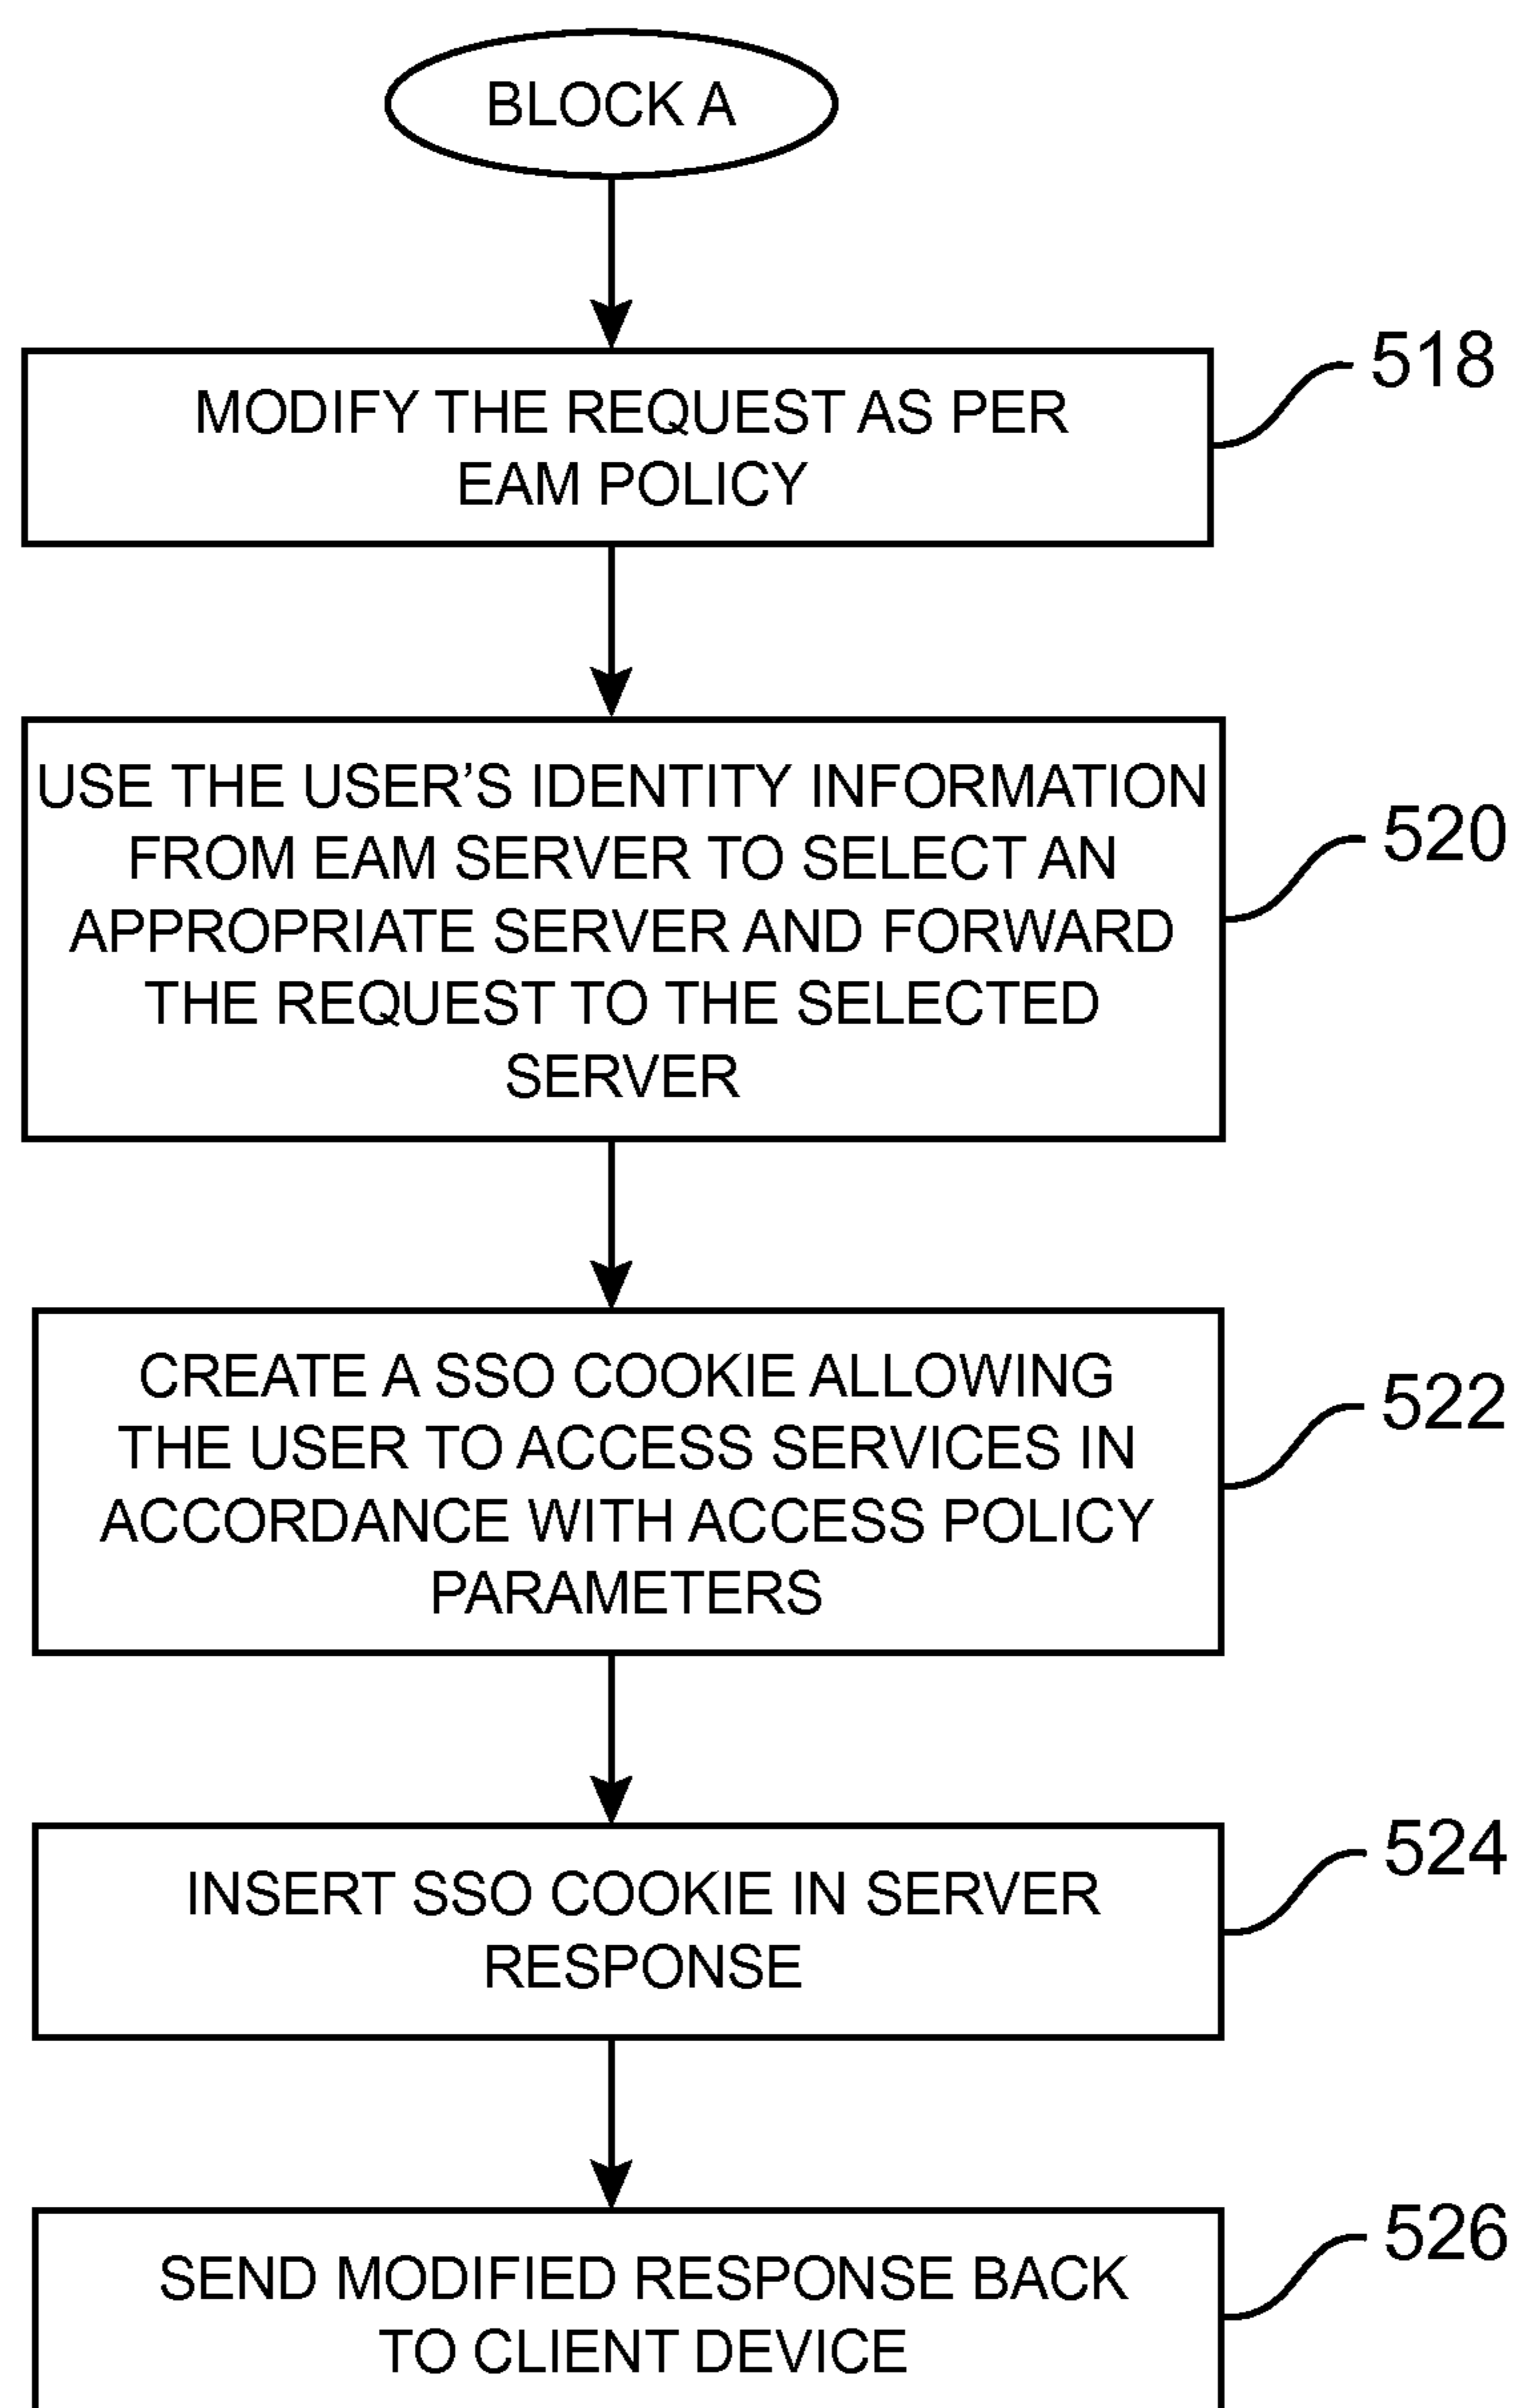 BLOCK A
MODIFY THE REQUEST AS PER
EAM POLICY
518
USE THE USER’S IDENTITY INFORMATION
FROM EAM SERVER TO SELECT AN
APPROPRIATE SERVER AND FORWARD
THE REQUEST TO THE SELECTED
SERVER
520
CREATE A SSO COOKIE ALLOWING
THE USER TO ACCESS SERVICES IN
ACCORDANCE WITH ACCESS POLICY
PARAMETERS
522
INSERT SSO COOKIE IN SERVER
RESPONSE
524
SEND MODIFIED RESPONSE BACK
TO CLIENT DEVICE
526